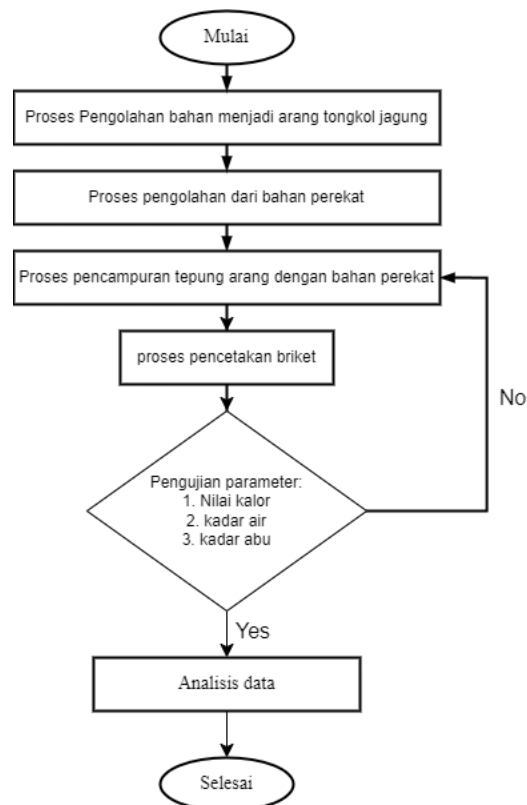 Mulai
Proses Pengolahan bahan menjadi arang tongkol jagung
Proses pengolahan dari bahan perekat
Proses pencampuran tepung arang dengan bahan perekat
proses pencetakan briket
No
Pengujian parameter:
1. Nilai kalor
2. kadar air
3. kadar abu
Yes
Analisis data
Selesai